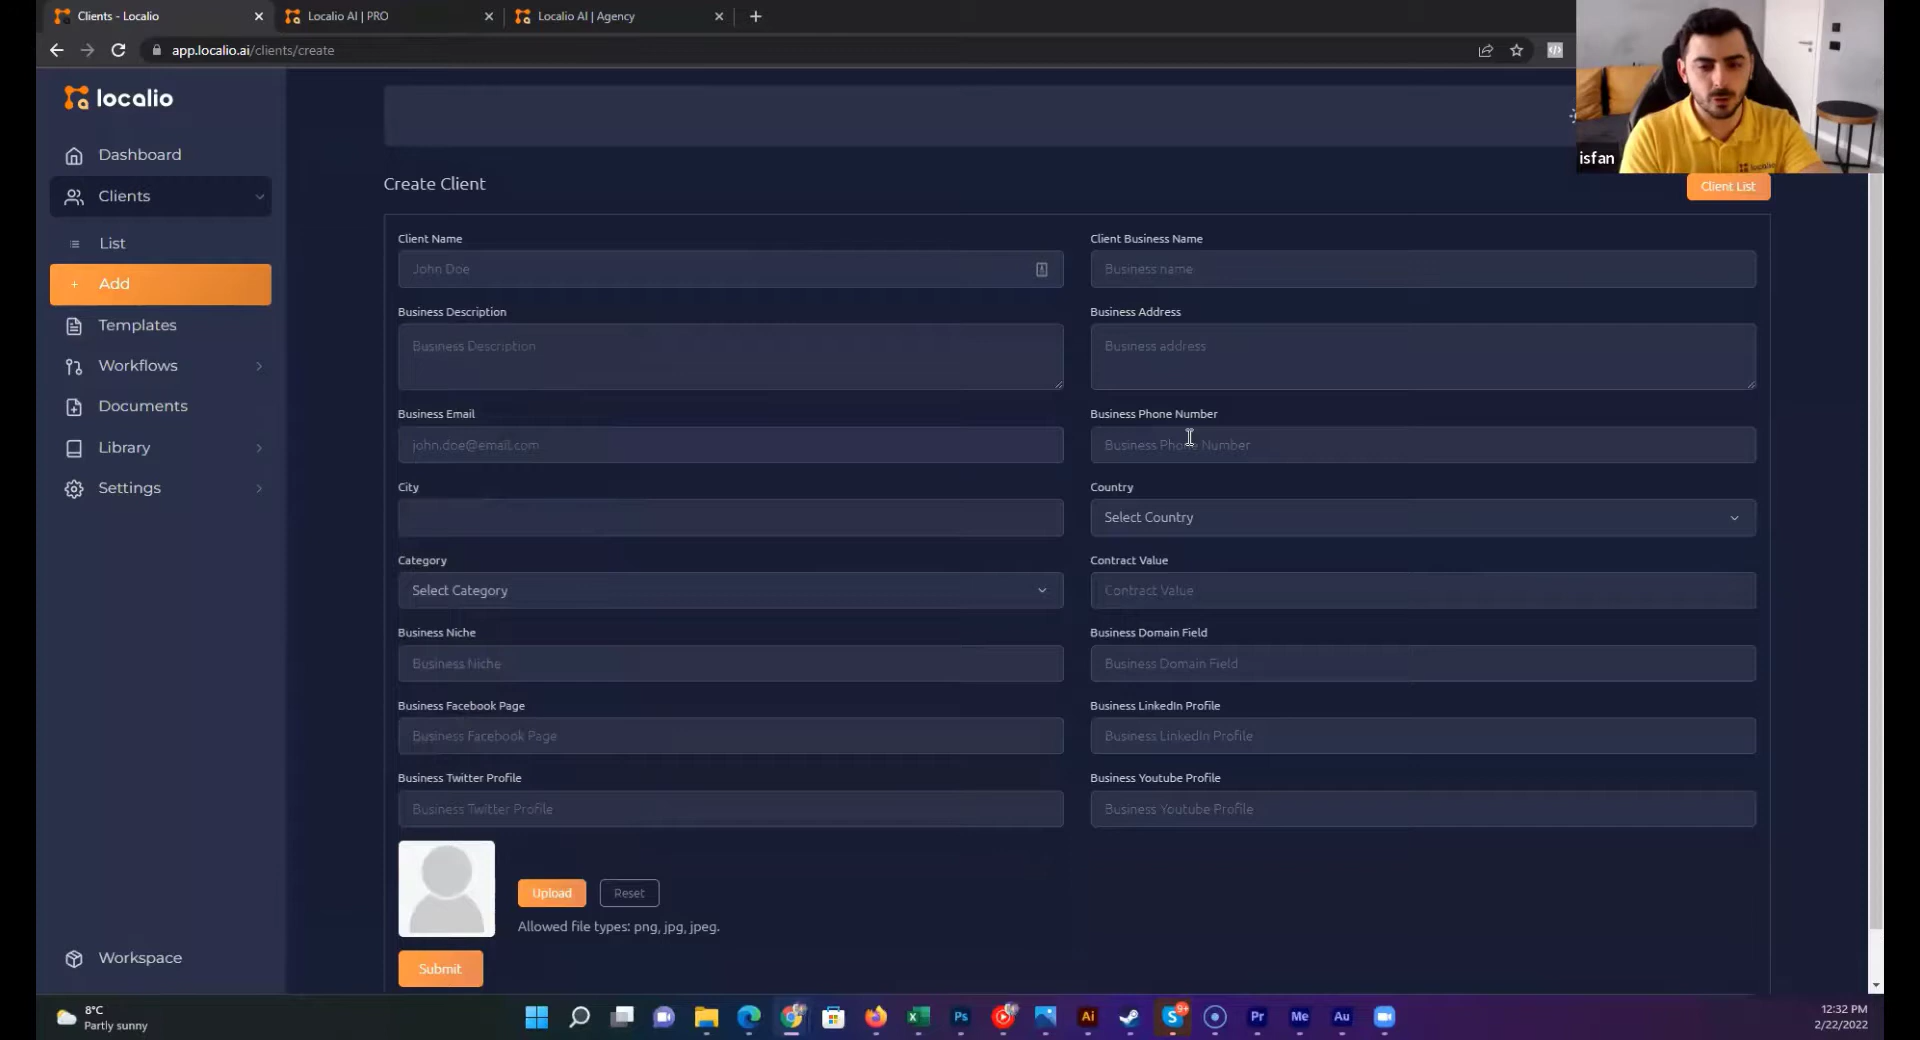 Clients - Localio
Localio AI | PRO
Localio AI | Agency
app.localio.ai/clients/create
localio
isfan
Dashboard
Clients
List
Add
Templates
Workflows
Documents
Library
Settings
Workspace
Create Client
Client List
Client Name
Client Business Name
John Doe
Business name
Business Description
Business Address
Business Description
Business address
Business Email
Business Phone Number
john.doe@email.com
Business Phone Number
City
Country
Select Country
Category
Contract Value
Select Category
Contract Value
Business Niche
Business Domain Field
Business Niche
Business Domain Field
Business Facebook Page
Business LinkedIn Profile
Business Facebook Page
Business LinkedIn Profile
Business Twitter Profile
Business Youtube Profile
Business Twitter Profile
Business Youtube Profile
Upload
Reset
Allowed file types: png, jpg, jpeg.
Submit
8°C
Partly sunny
Ps
Ai
S
9+
Pr
Me
Au
12:32 PM
2/22/2022